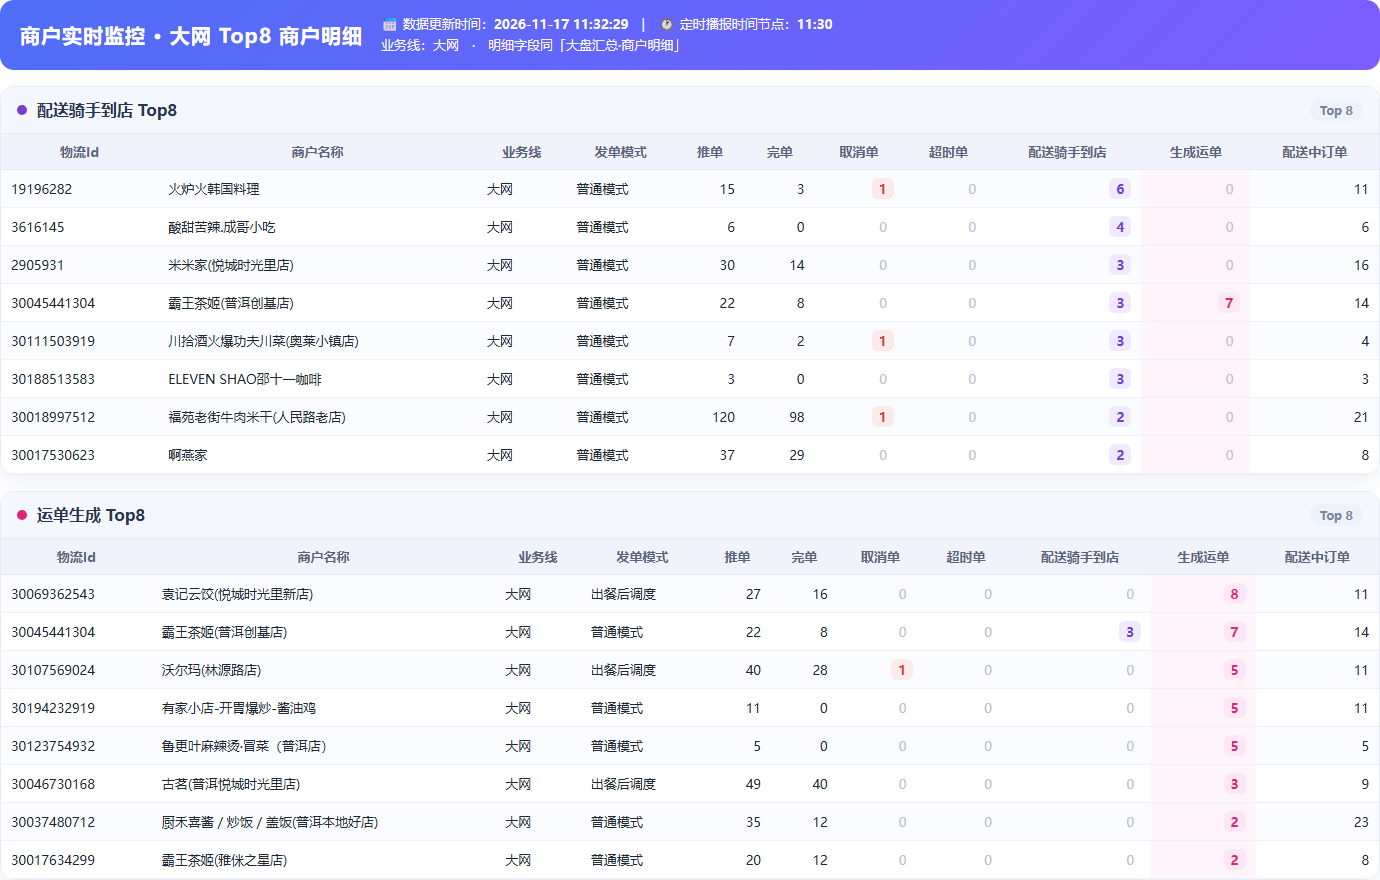 商户实时监控 • 大网 Top8 商户明细
数据更新时间：2026-11-17 11:32:29 | 定时播报时间节点：11:30
业务线：大网 · 明细字段同「大盘汇总·商户明细」
配送骑手到店 Top8 Top 8
物流Id 商户名称 业务线 发单模式 推单 完单 取消单 超时单 配送骑手到店 生成运单 配送中订单
19196282 火炉火韩国料理 大网 普通模式 15 3 1 0 6 0 11
3616145 酸甜苦辣.成哥小吃 大网 普通模式 6 0 0 0 4 0 6
2905931 米米家(悦城时光里店) 大网 普通模式 30 14 0 0 3 0 16
30045441304 霸王茶姬(普洱创基店) 大网 普通模式 22 8 0 0 3 7 14
30111503919 川拾酒火爆功夫川菜(奥莱小镇店) 大网 普通模式 7 2 1 0 3 0 4
30188513583 ELEVEN SHAO邵十一咖啡 大网 普通模式 3 0 0 0 3 0 3
30018997512 福苑老街牛肉米干(人民路老店) 大网 普通模式 120 98 1 0 2 0 21
30017530623 啊燕家 大网 普通模式 37 29 0 0 2 0 8
运单生成 Top8 Top 8
物流Id 商户名称 业务线 发单模式 推单 完单 取消单 超时单 配送骑手到店 生成运单 配送中订单
30069362543 袁记云饺(悦城时光里新店) 大网 出餐后调度 27 16 0 0 0 8 11
30045441304 霸王茶姬(普洱创基店) 大网 普通模式 22 8 0 0 3 7 14
30107569024 沃尔玛(林源路店) 大网 出餐后调度 40 28 1 0 0 5 11
30194232919 有家小店-开胃爆炒-酱油鸡 大网 普通模式 11 0 0 0 0 5 11
30123754932 鲁更叶麻辣烫·冒菜（普洱店） 大网 普通模式 5 0 0 0 0 5 5
30046730168 古茗(普洱悦城时光里店) 大网 出餐后调度 49 40 0 0 0 3 9
30037480712 厨禾喜酱 / 炒饭 / 盖饭(普洱本地好店) 大网 普通模式 35 12 0 0 0 2 23
30017634299 霸王茶姬(雅侎之星店) 大网 普通模式 20 12 0 0 0 2 8